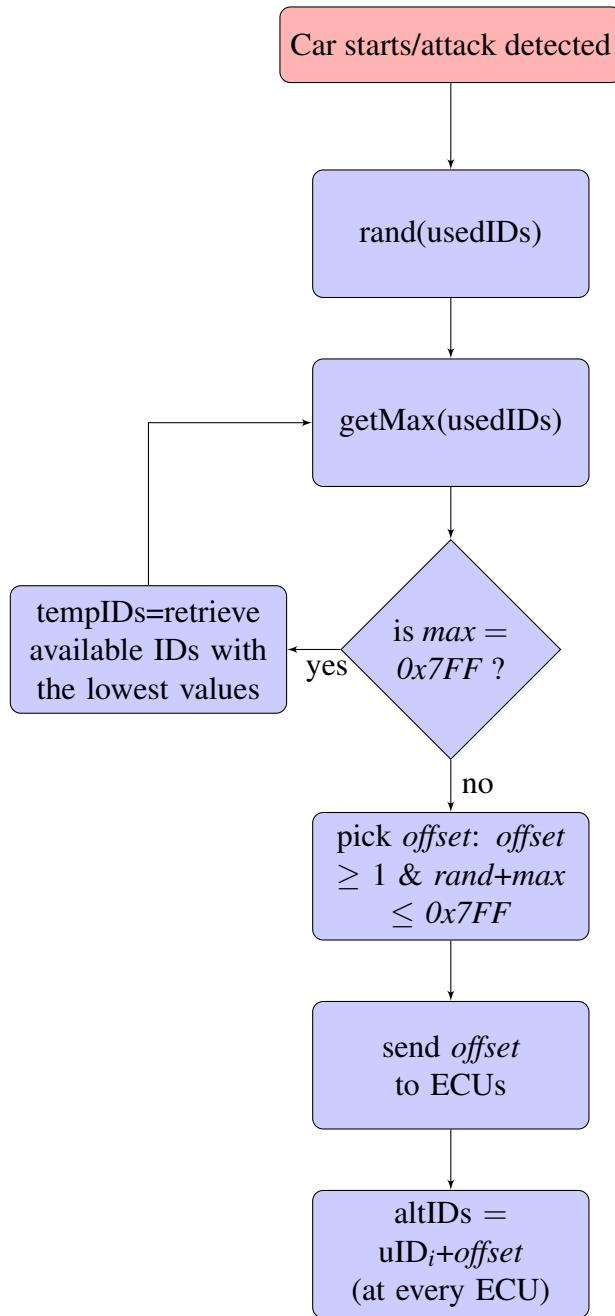 Car starts/attack detected
rand(usedIDs)
getMax(usedIDs)
is max =
0x7FF ?
yes
tempIDs=retrieve
available IDs with
the lowest values
no
pick offset: offset
≥ 1 & rand+max
≤ 0x7FF
send offset
to ECUs
altIDs =
uIDᵢ+offset
(at every ECU)